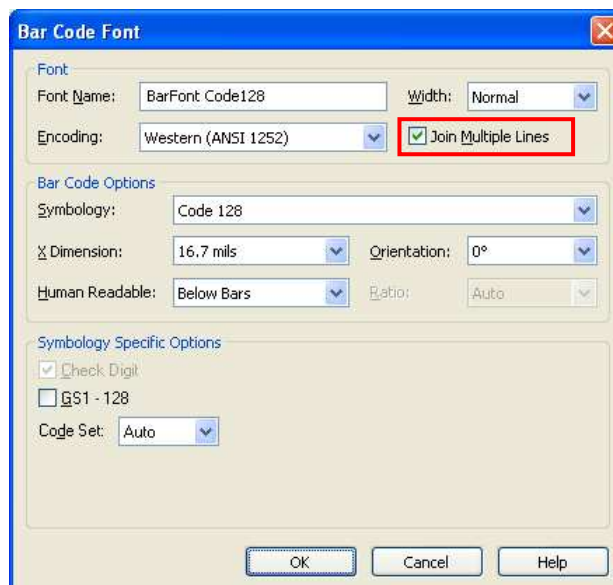 Bar Code Font
Font
Font Name: BarFont Code128 Width: Normal
Encoding: Western (ANSI 1252) Join Multiple Lines
Bar Code Options
Symbology: Code 128
X Dimension: 16.7 mils Orientation: 0°
Human Readable: Below Bars Ratio: Auto
Symbology Specific Options
Check Digit
GS1 - 128
Code Set: Auto
OK Cancel Help